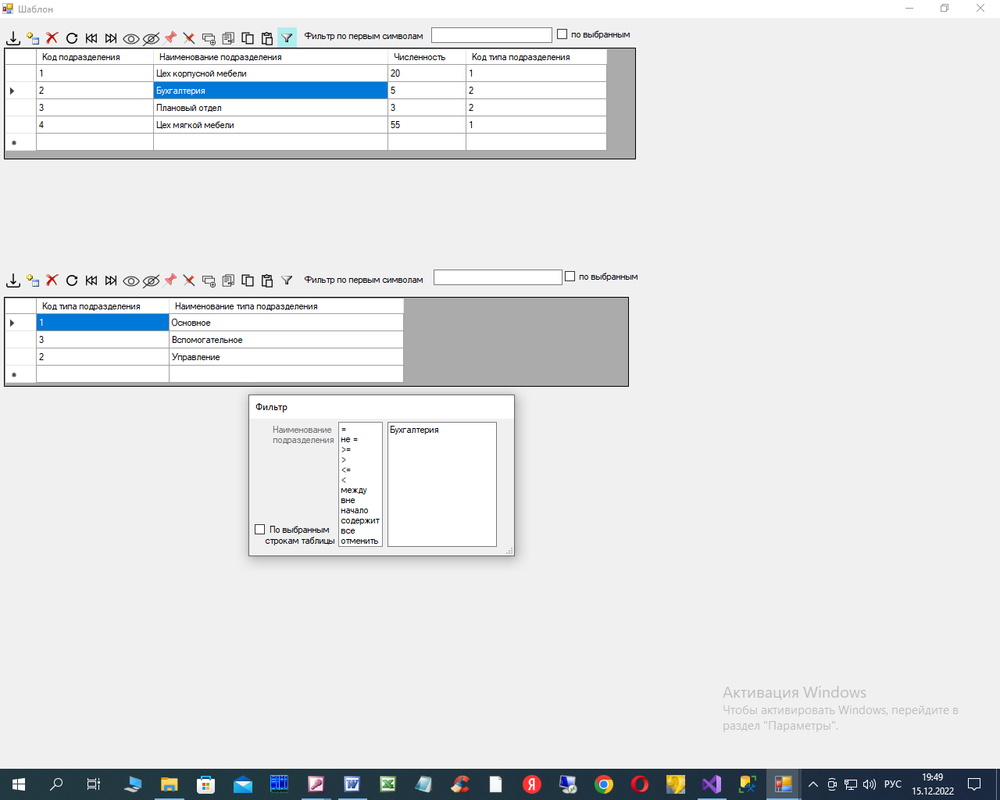 Шаблон
Фильтр по первым символам
по выбранным
Код подразделения Наименование подразделения Численность Код типа подразделения
1 Цех корпусной мебели 20 1
2 Бухгалтерия 5 2
3 Плановый отдел 3 2
4 Цех мягкой мебели 55 1
Фильтр по первым символам
по выбранным
Код типа подразделения Наименование типа подразделения
1 Основное
3 Вспомогательное
2 Управление
Фильтр
Наименование
подразделения
=
не =
>=
>
<=
<
между
вне
начало
содержит
все
отменить
Бухгалтерия
По выбранным
строкам таблицы
Активация Windows
Чтобы активировать Windows, перейдите в
раздел "Параметры".
РУС
19:49
15.12.2022